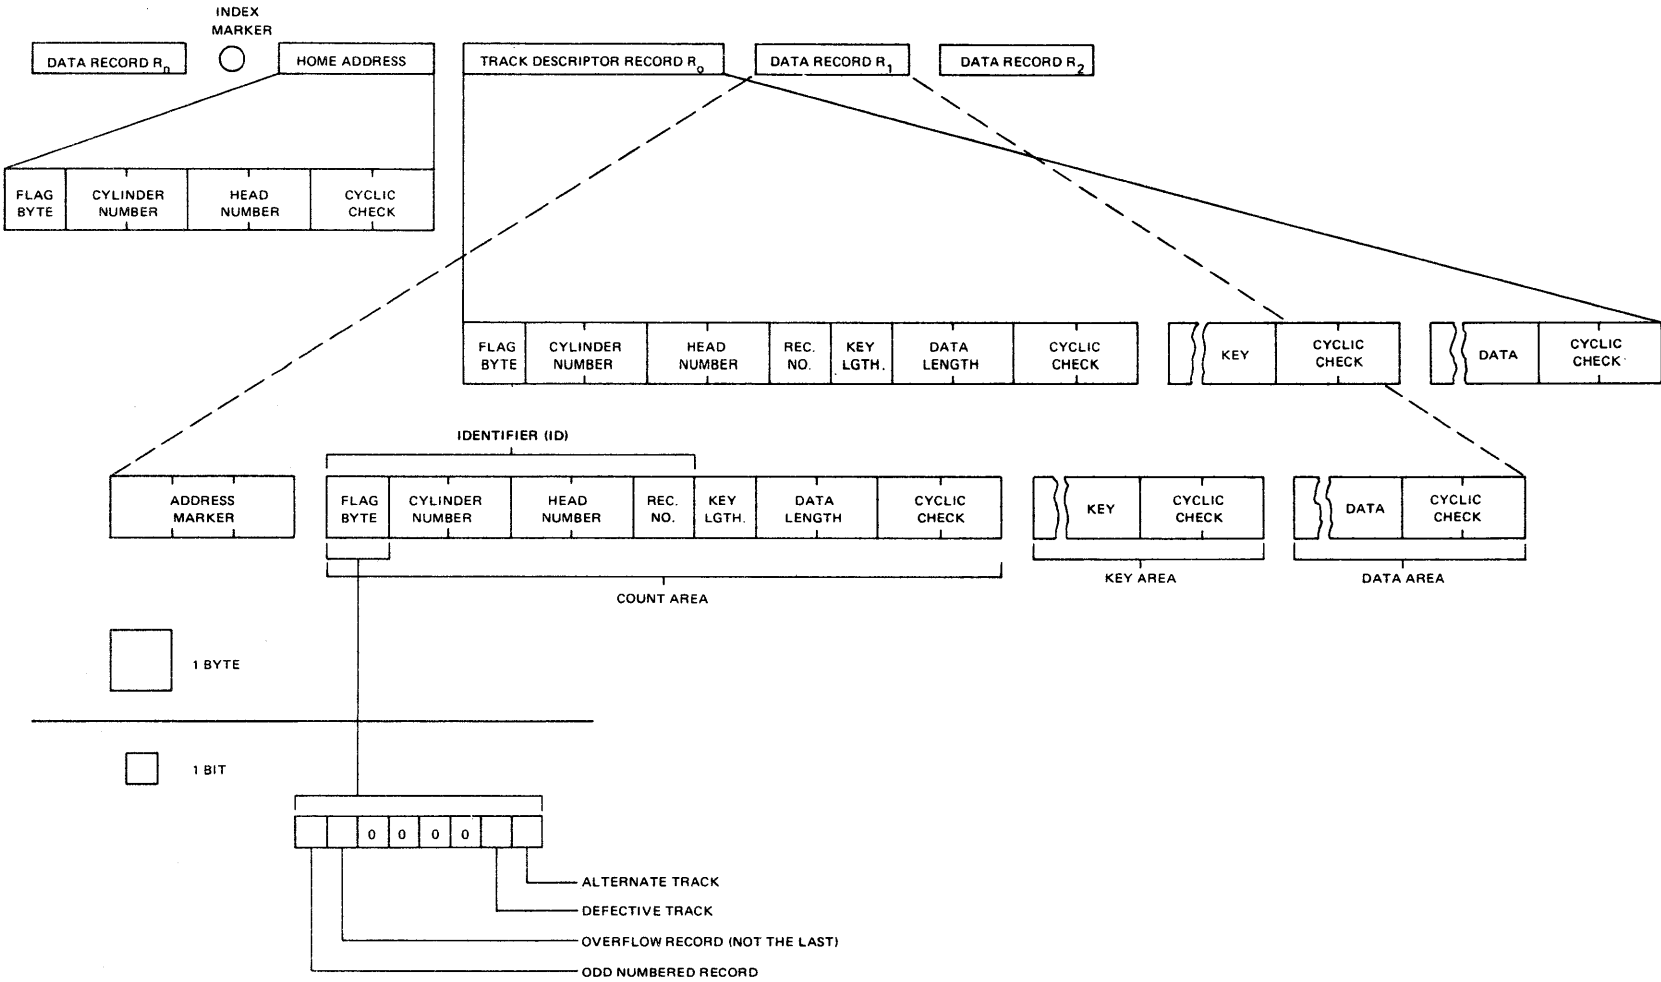 INDEX
MARKER
DATA RECORD Rn
HOME ADDRESS
TRACK DESCRIPTOR RECORD R0
DATA RECORD R1
DATA RECORD R2
FLAG
BYTE
CYLINDER
NUMBER
HEAD
NUMBER
CYCLIC
CHECK
FLAG
BYTE
CYLINDER
NUMBER
HEAD
NUMBER
REC.
NO.
KEY
LGTH.
DATA
LENGTH
CYCLIC
CHECK
KEY
CYCLIC
CHECK
DATA
CYCLIC
CHECK
IDENTIFIER (ID)
ADDRESS
MARKER
FLAG
BYTE
CYLINDER
NUMBER
HEAD
NUMBER
REC.
NO.
KEY
LGTH.
DATA
LENGTH
CYCLIC
CHECK
KEY
CYCLIC
CHECK
DATA
CYCLIC
CHECK
COUNT AREA
KEY AREA
DATA AREA
1 BYTE
1 BIT
0 0 0 0
ALTERNATE TRACK
DEFECTIVE TRACK
OVERFLOW RECORD (NOT THE LAST)
ODD NUMBERED RECORD